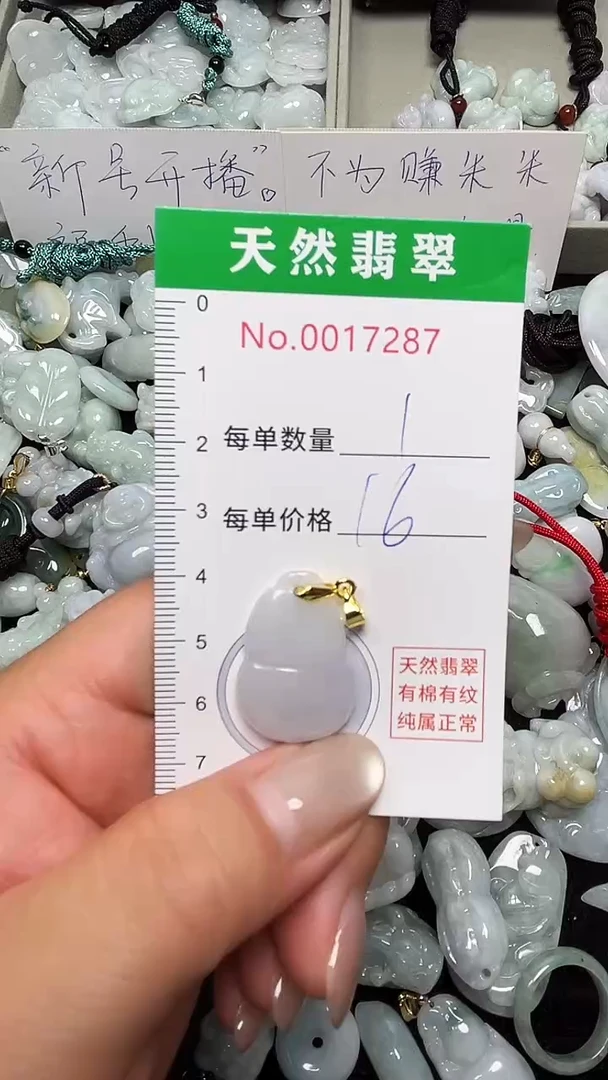 “新号开播”。
不为赚米米
天然翡翠
No.0017287
0
1
2
3
4
5
6
7
每单数量 1
每单价格 16
天然翡翠
有棉有纹
纯属正常